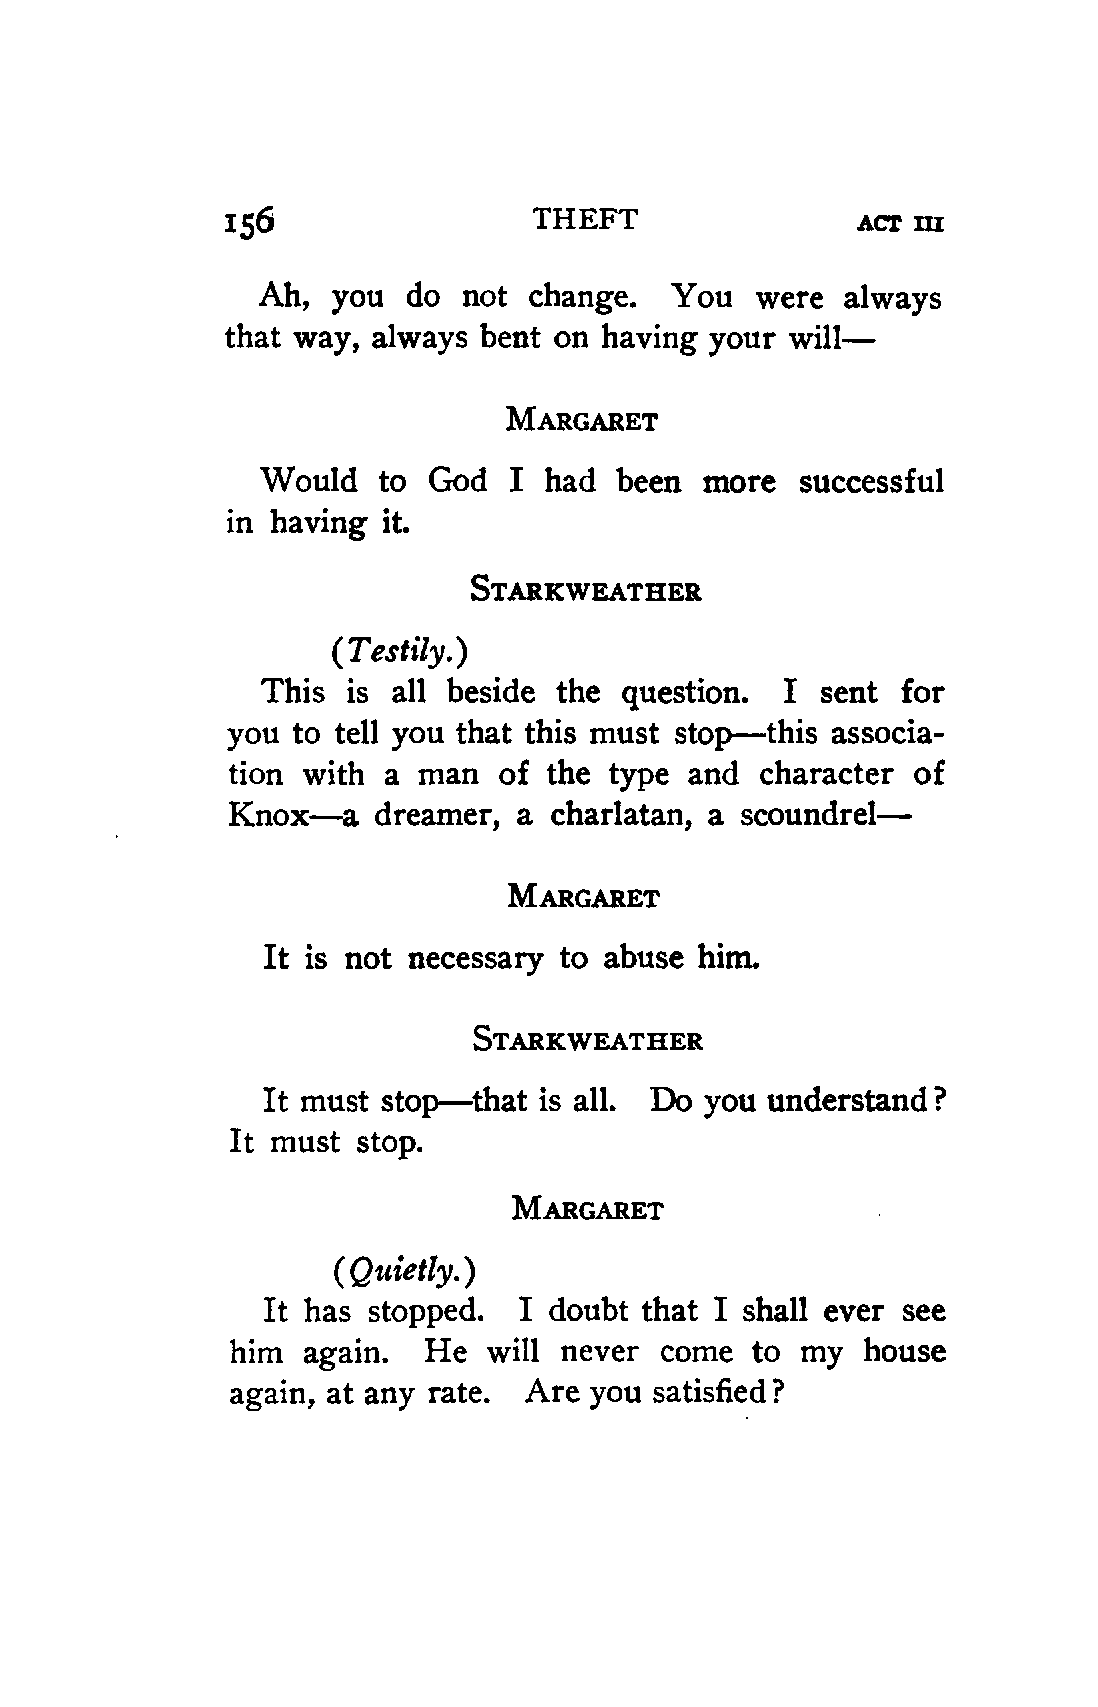 156 THEFT ACT III
Ah, you do not change. You were always
that way, always bent on having your will—
MARGARET
Would to God I had been more successful
in having it.
STARKWEATHER
(Testily.)
This is all beside the question. I sent for
you to tell you that this must stop—this associa-
tion with a man of the type and character of
Knox—a dreamer, a charlatan, a scoundrel—
MARGARET
It is not necessary to abuse him.
STARKWEATHER
It must stop—that is all. Do you understand?
It must stop.
MARGARET
(Quietly.)
It has stopped. I doubt that I shall ever see
him again. He will never come to my house
again, at any rate. Are you satisfied?